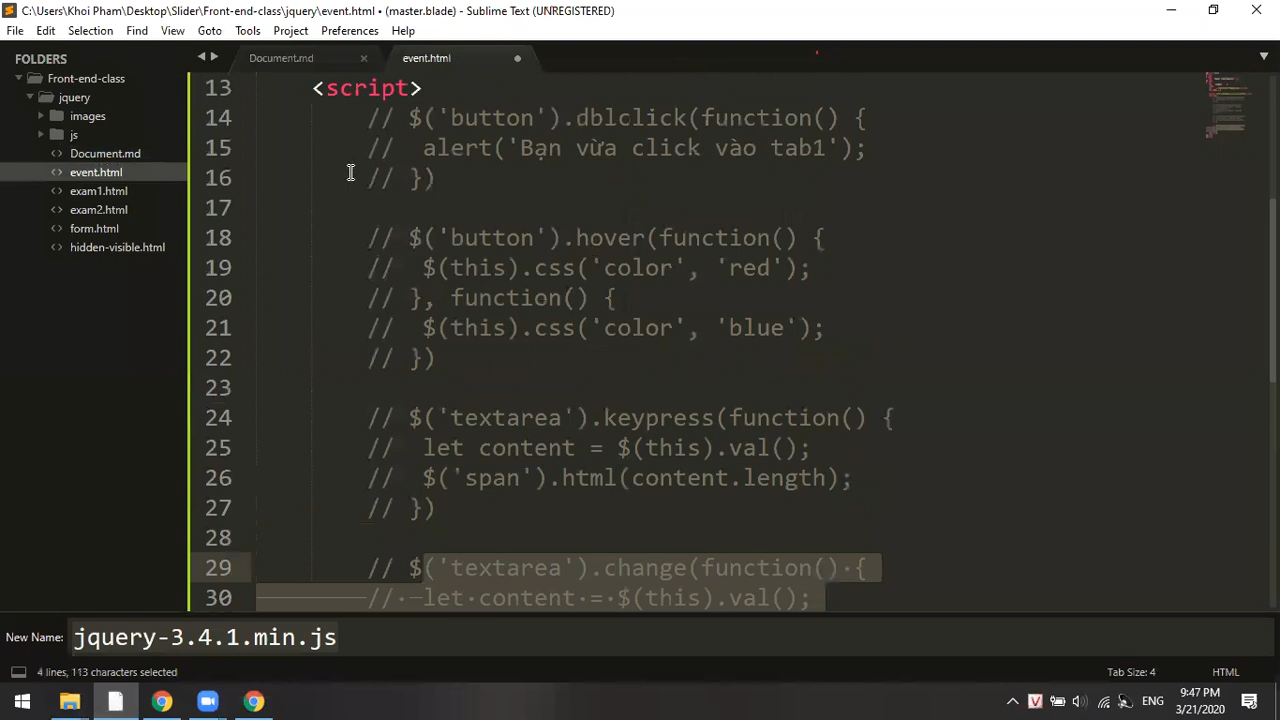 C:\Users\Khoi Pham\Desktop\Slider\Front-end-class\jquery\event.html • (master.blade) - Sublime Text (UNREGISTERED)
File Edit Selection Find View Goto Tools Project Preferences Help
FOLDERS
Front-end-class
jquery
images
js
Document.md
event.html
exam1.html
exam2.html
form.html
hidden-visible.html
Document.md event.html
13 <script>
14 // $('button').dblclick(function() {
15 // alert('Bạn vừa click vào tab1');
16 // })
17
18 // $('button').hover(function() {
19 // $(this).css('color', 'red');
20 // }, function() {
21 // $(this).css('color', 'blue');
22 // })
23
24 // $('textarea').keypress(function() {
25 // let content = $(this).val();
26 // $('span').html(content.length);
27 // })
28
29 // $('textarea').change(function() {
30 // let content = $(this).val();
New Name: jquery-3.4.1.min.js
4 lines, 113 characters selected Tab Size: 4 HTML
ENG
9:47 PM
3/21/2020